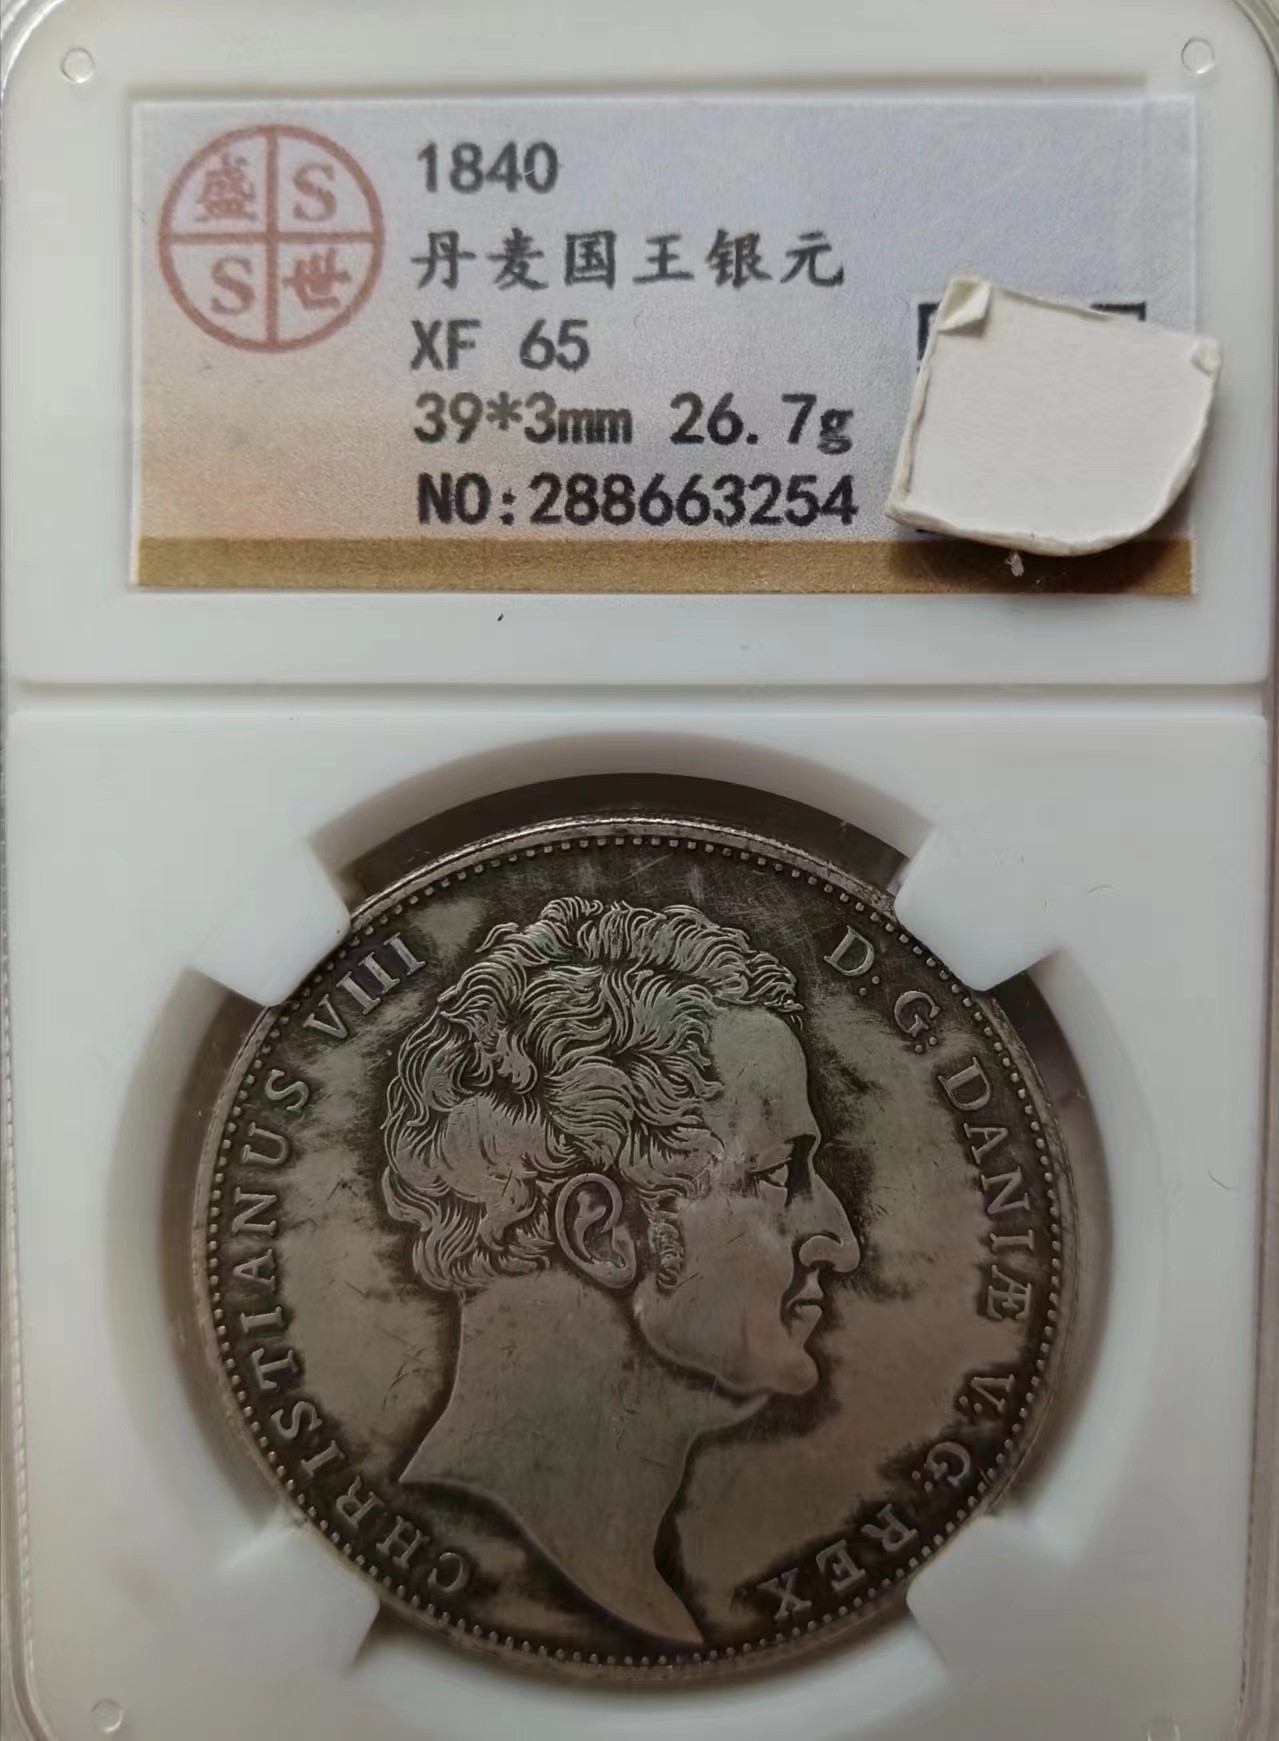 盛 S
S 世
1840
丹麦国王银元
XF 65
39*3mm 26.7g
NO:288663254
CHRISTIANUS VIII D:G:DANIÆ V:G:REX